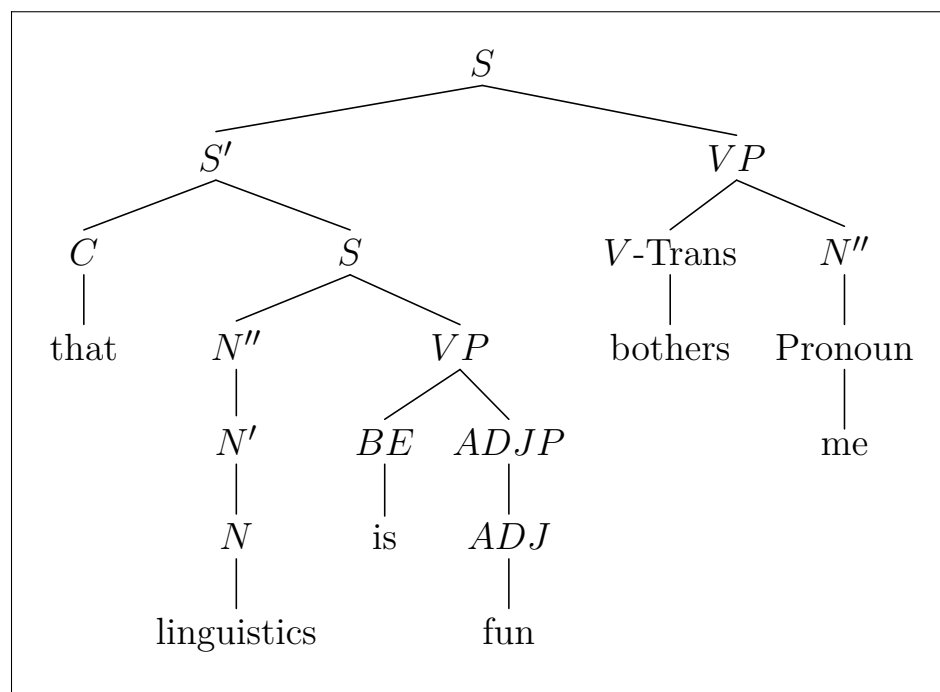 S
S′ VP
C S V-Trans N″
that N″ VP bothers Pronoun
N′ BE ADJP me
N is ADJ
linguistics fun